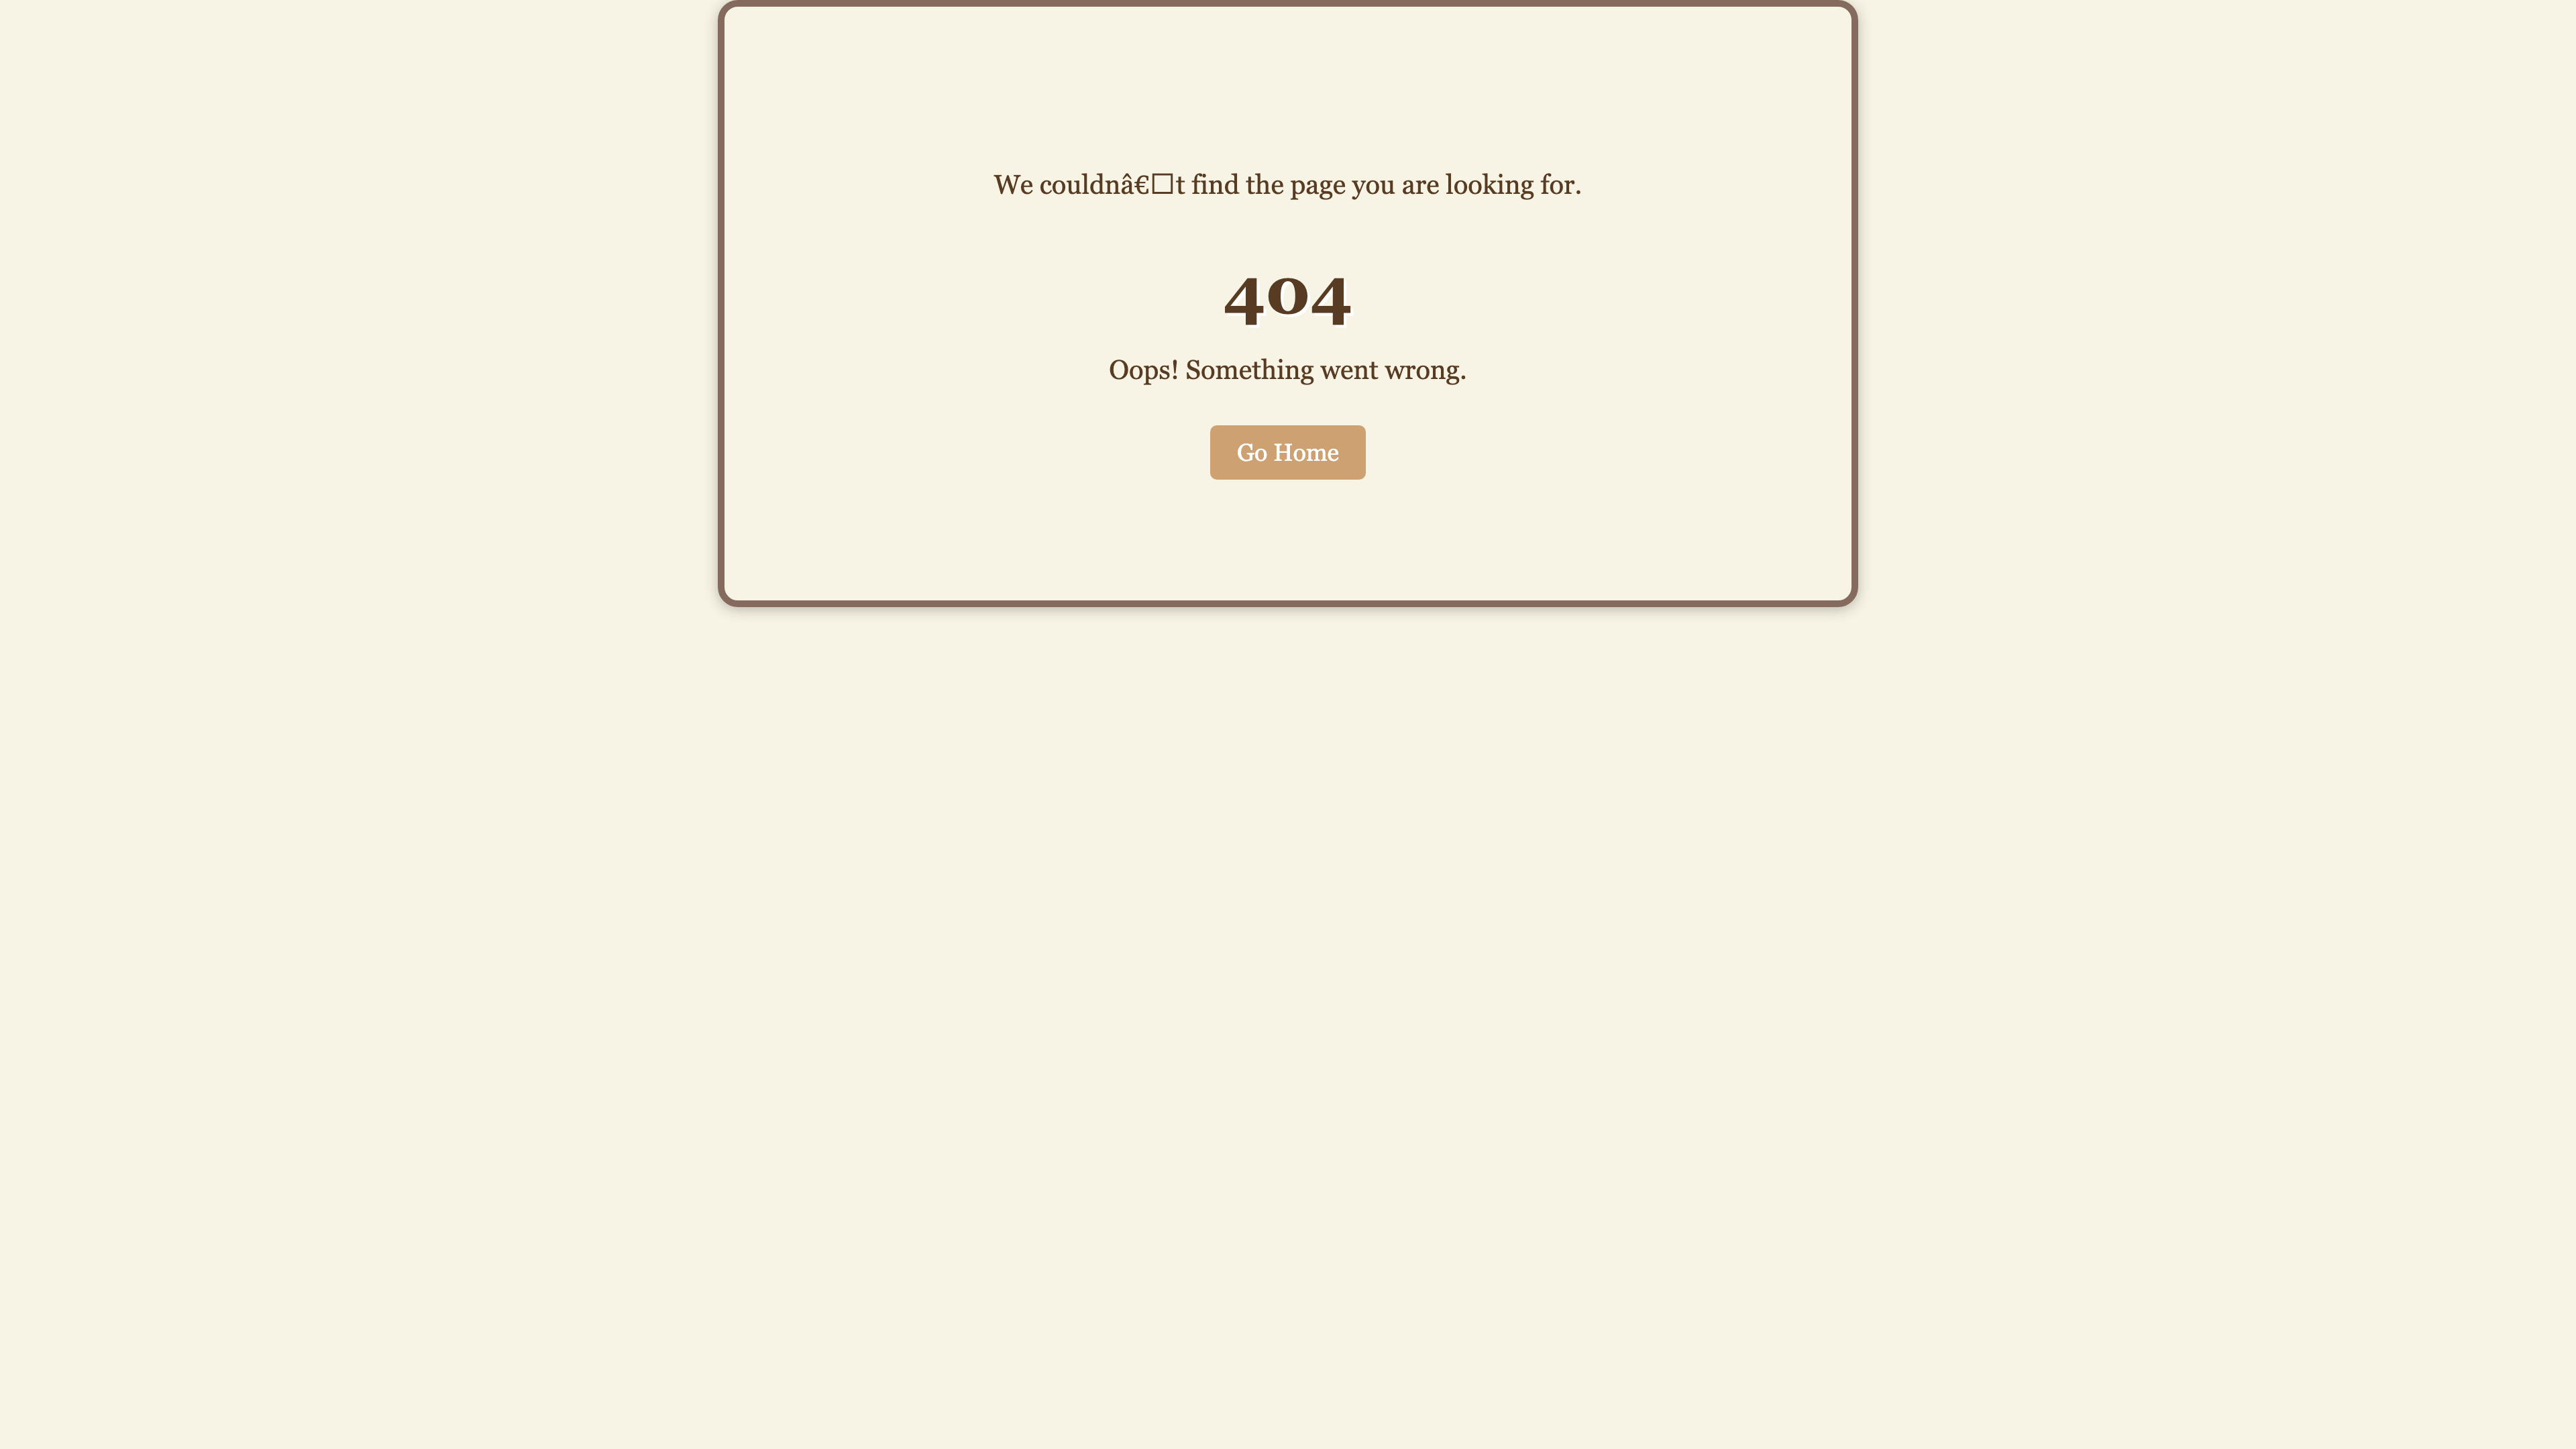 We couldnâ€□t find the page you are looking for.
404
Oops! Something went wrong.
Go Home